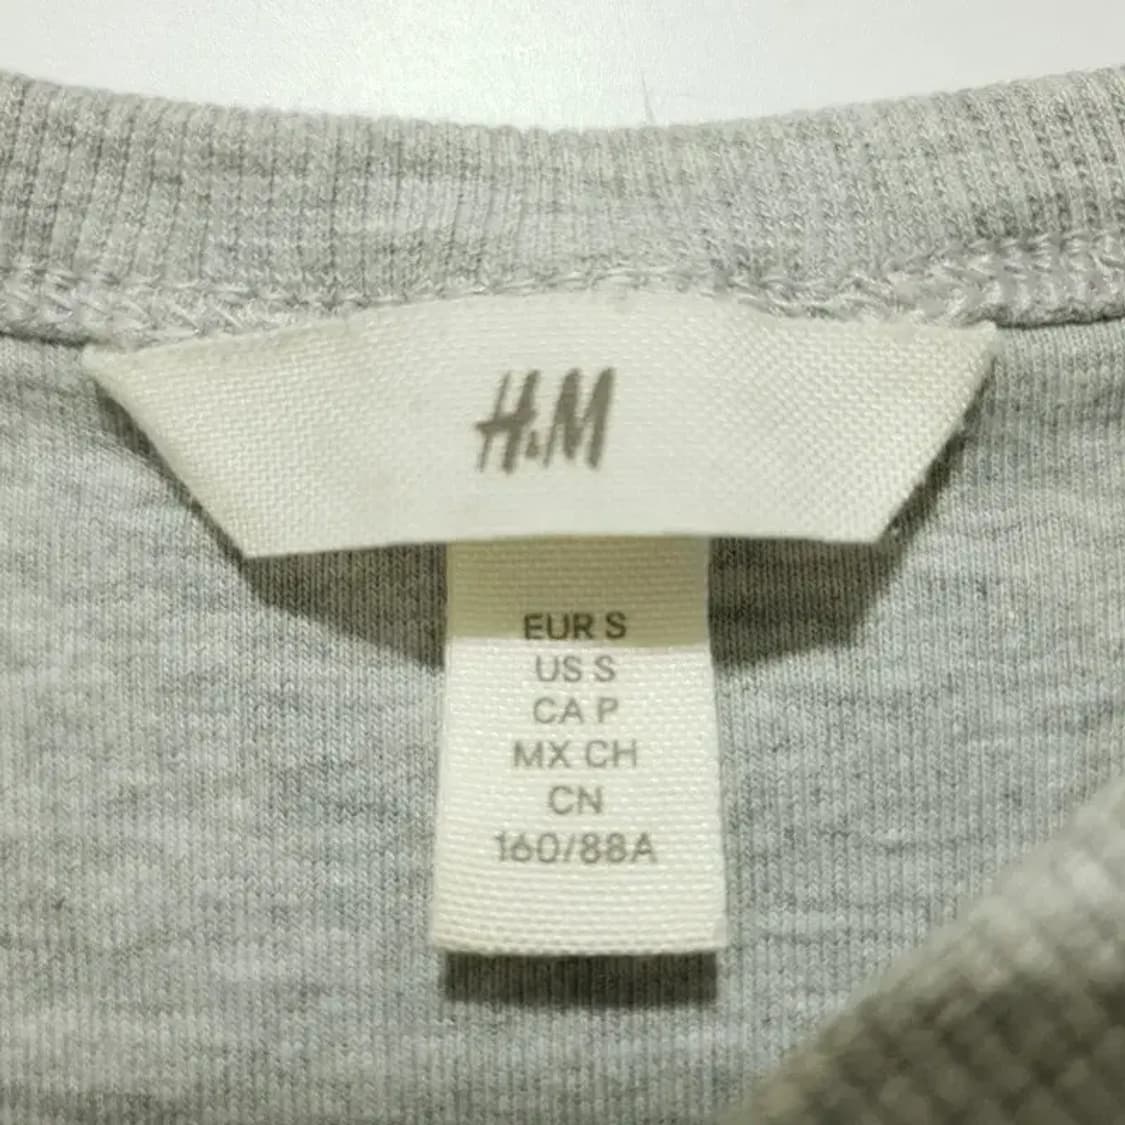 H&M
EUR S
US S
CA P
MX CH
CN
160/88A